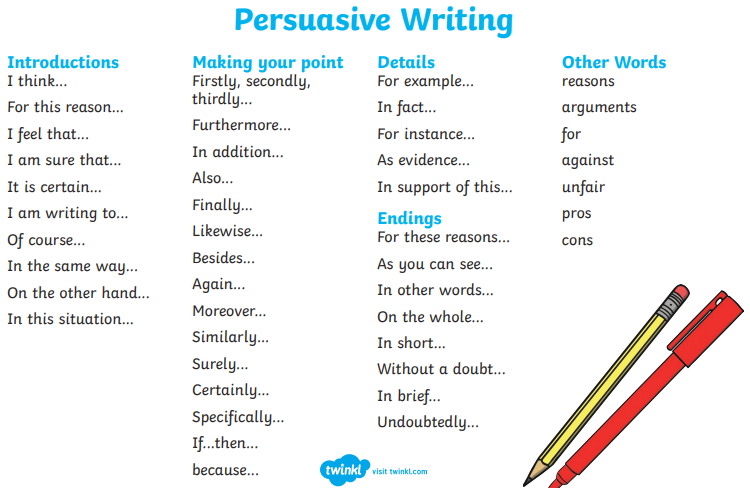 Persuasive Writing
Introductions
I think...
For this reason...
I feel that...
I am sure that...
It is certain...
I am writing to...
Of course...
In the same way...
On the other hand...
In this situation...
Making your point
Firstly, secondly,
thirdly...
Furthermore...
In addition...
Also...
Finally...
Likewise...
Besides...
Again...
Moreover...
Similarly...
Surely...
Certainly...
Specifically...
If...then...
because...
Details
For example...
In fact...
For instance...
As evidence...
In support of this...
Endings
For these reasons...
As you can see...
In other words...
On the whole...
In short...
Without a doubt...
In brief...
Undoubtedly...
Other Words
reasons
arguments
for
against
unfair
pros
cons
twinkl visit twinkl.com